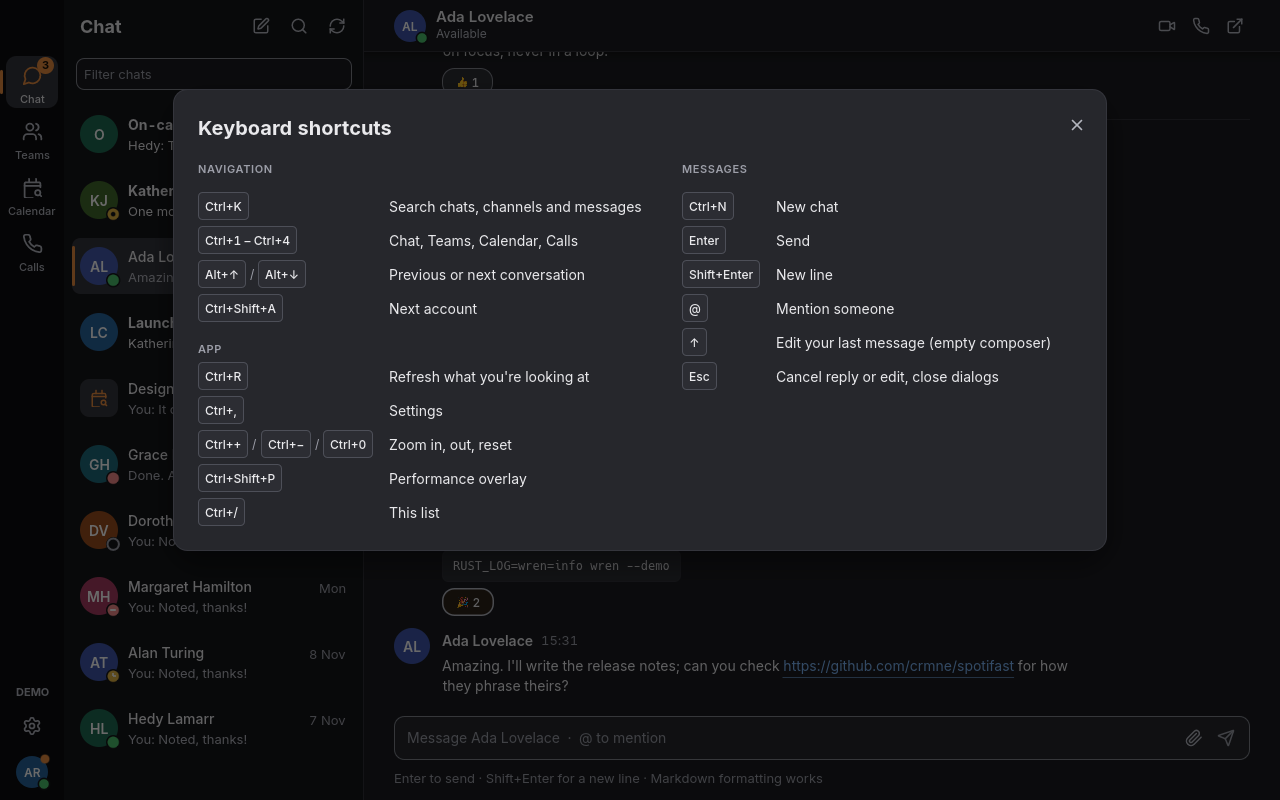 Chat
Ada Lovelace
Available
on focus, never in a loop.
👍 1
3
Chat
Teams
Calendar
Calls
DEMO
AR
Filter chats
O
On-ca
Hedy: T
KJ
Kather
One mo
AL
Ada Lo
Amazin
LC
Launch
Katheri
Design
You: It
GH
Grace
Done. A
DV
Doroth
You: No
MH
Margaret Hamilton
Mon
You: Noted, thanks!
AT
Alan Turing
8 Nov
You: Noted, thanks!
HL
Hedy Lamarr
7 Nov
You: Noted, thanks!
Keyboard shortcuts
NAVIGATION
Ctrl+K Search chats, channels and messages
Ctrl+1 – Ctrl+4 Chat, Teams, Calendar, Calls
Alt+↑ / Alt+↓ Previous or next conversation
Ctrl+Shift+A Next account
APP
Ctrl+R Refresh what you're looking at
Ctrl+, Settings
Ctrl++ / Ctrl+− / Ctrl+0 Zoom in, out, reset
Ctrl+Shift+P Performance overlay
Ctrl+/ This list
MESSAGES
Ctrl+N New chat
Enter Send
Shift+Enter New line
@ Mention someone
↑ Edit your last message (empty composer)
Esc Cancel reply or edit, close dialogs
RUST_LOG=wren=info wren --demo
🎉 2
AL
Ada Lovelace 15:31
Amazing. I'll write the release notes; can you check https://github.com/crmne/spotifast for how
they phrase theirs?
Message Ada Lovelace · @ to mention
Enter to send · Shift+Enter for a new line · Markdown formatting works